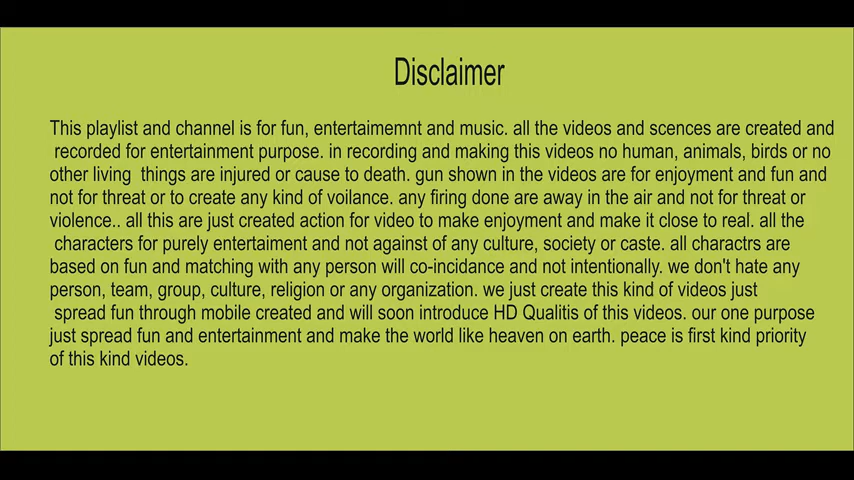 Disclaimer
This playlist and channel is for fun, entertaimemnt and music. all the videos and scences are created and
recorded for entertainment purpose. in recording and making this videos no human, animals, birds or no
other living things are injured or cause to death. gun shown in the videos are for enjoyment and fun and
not for threat or to create any kind of voilance. any firing done are away in the air and not for threat or
violence.. all this are just created action for video to make enjoyment and make it close to real. all the
characters for purely entertaiment and not against of any culture, society or caste. all charactrs are
based on fun and matching with any person will co-incidance and not intentionally. we don't hate any
person, team, group, culture, religion or any organization. we just create this kind of videos just
spread fun through mobile created and will soon introduce HD Qualitis of this videos. our one purpose
just spread fun and entertainment and make the world like heaven on earth. peace is first kind priority
of this kind videos.